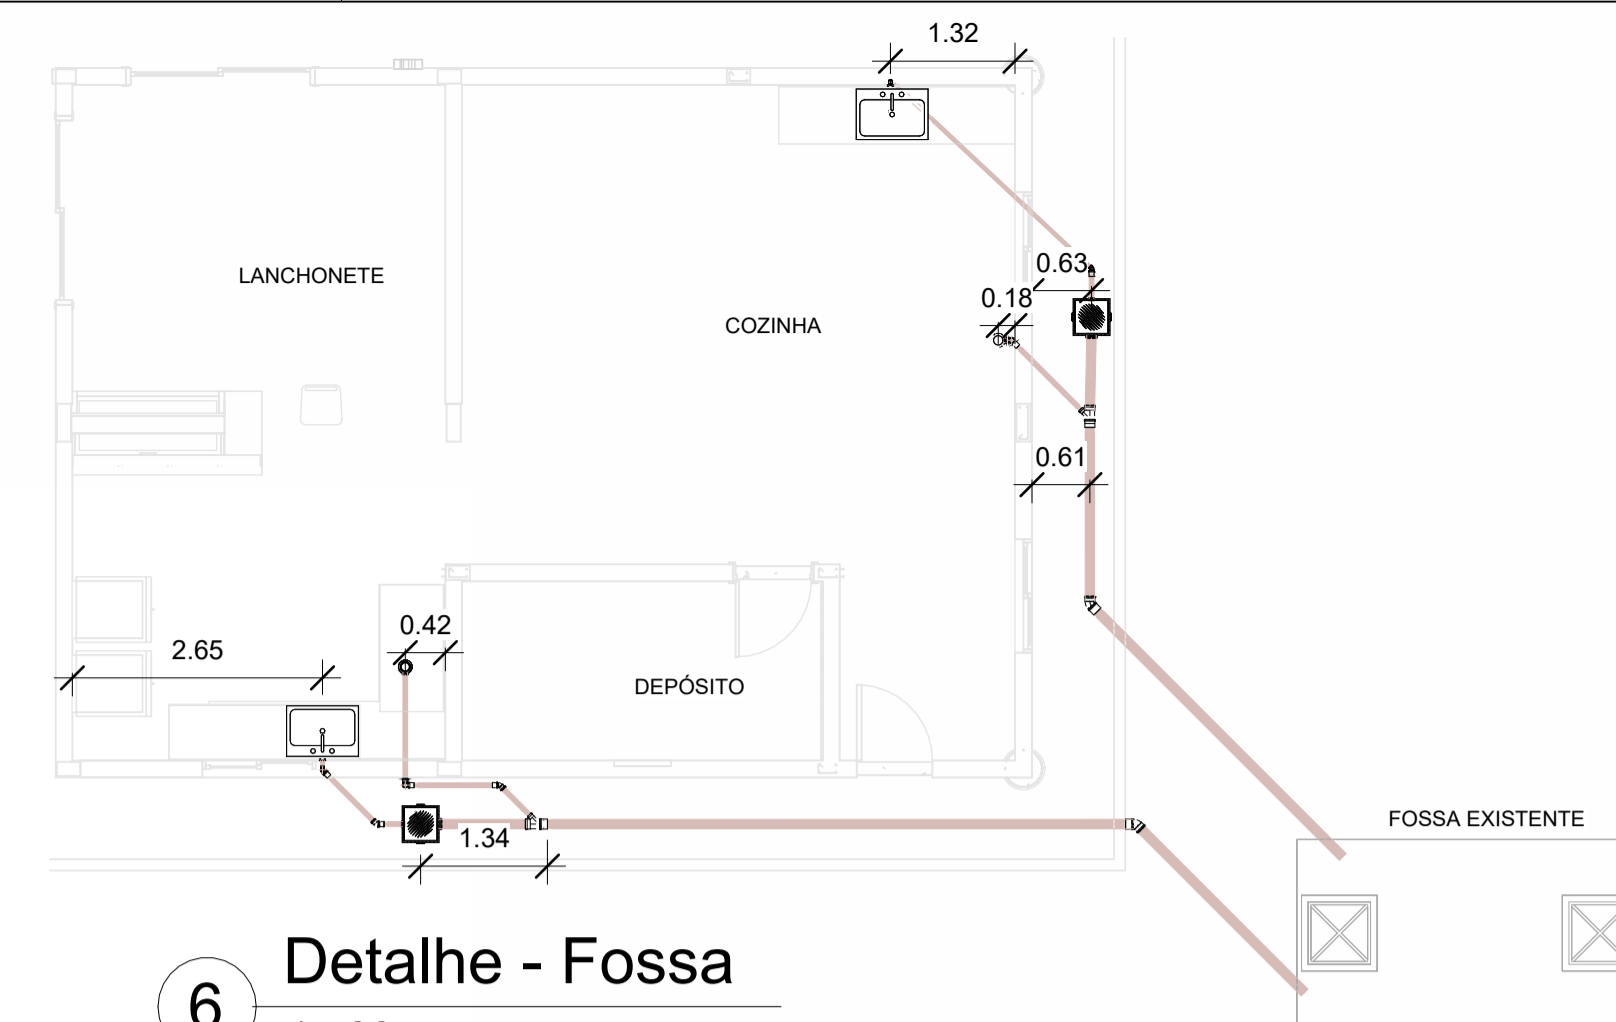 1.32
LANCHONETE
COZINHA
0.63
0.18
0.61
0.42
2.65
DEPÓSITO
1.34
FOSSA EXISTENTE
Detalhe - Fossa
6